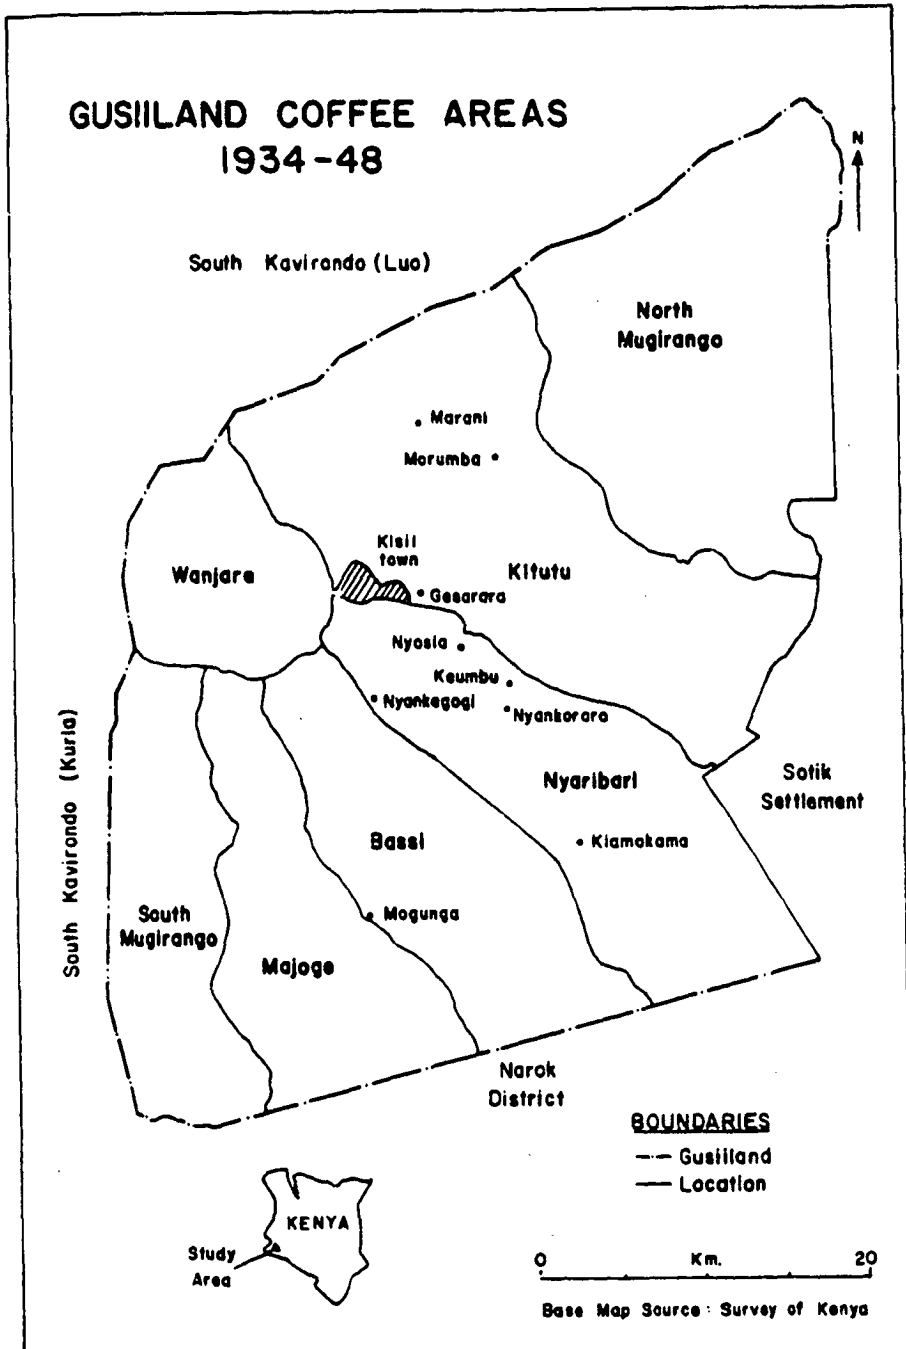 GUSIILAND COFFEE AREAS
1934-48
N
South Kavirondo (Luo)
North
Mugirango
Marani
Morumba
Kisii
town
Wanjare
Kitutu
Gesarara
Nyosia
Keumbu
Nyankegogi
Nyankoraro
South Kavirondo (Kuria)
Nyaribari
Sotik
Settlement
Bassi
Kiamokama
South
Mugirango
Mogunga
Majoge
Narok
District
BOUNDARIES
Gusiiland
Location
KENYA
Study
Area
0 Km. 20
Base Map Source: Survey of Kenya